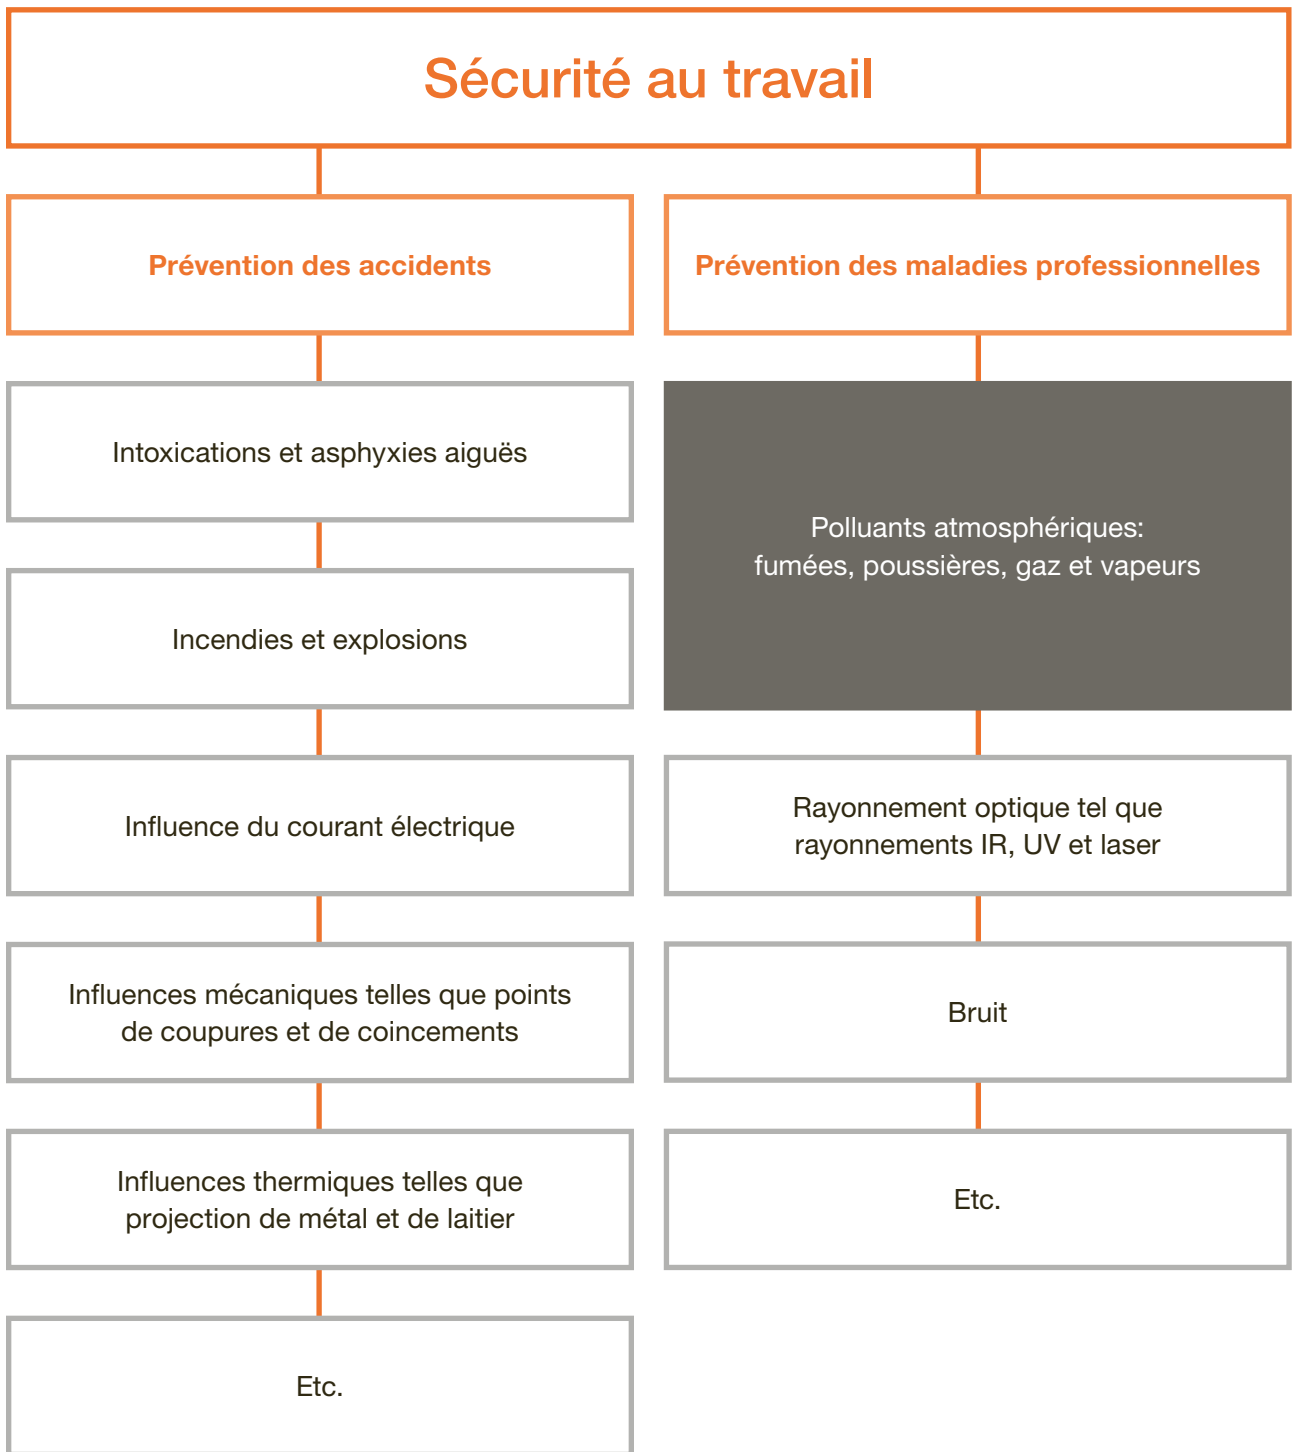 Sécurité au travail
Prévention des accidents
Prévention des maladies professionnelles
Intoxications et asphyxies aiguës
Incendies et explosions
Influence du courant électrique
Influences mécaniques telles que points
de coupures et de coincements
Influences thermiques telles que
projection de métal et de laitier
Etc.
Polluants atmosphériques:
fumées, poussières, gaz et vapeurs
Rayonnement optique tel que
rayonnements IR, UV et laser
Bruit
Etc.